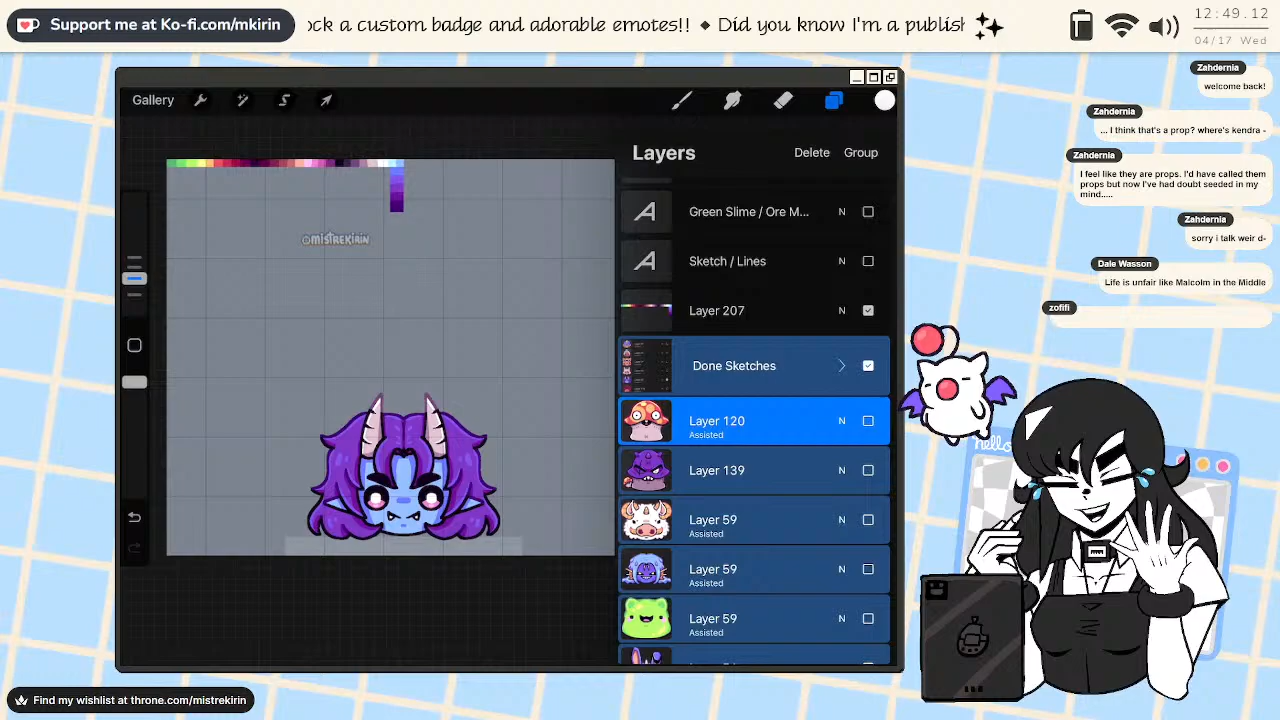 Support me at Ko-fi.com/mkirin
ock a custom badge and adorable emotes!! ⬥ Did you know I'm a publish
12:49.12
04/17 Wed
Gallery
Layers
Delete
Group
Green Slime / Ore M...
N
Sketch / Lines
N
Layer 207
N
Done Sketches
Layer 120
Assisted
N
Layer 139
N
Layer 59
Assisted
N
Layer 59
Assisted
N
Layer 59
Assisted
N
@MISTREKIRIN
Zahdernia
welcome back!
Zahdernia
... I think that's a prop? where's kendra -
Zahdernia
I feel like they are props. I'd have called them
props but now I've had doubt seeded in my
mind.....
Zahdernia
sorry i talk weir d-
Dale Wasson
Life is unfair like Malcolm in the Middle
zofifi
hello
Find my wishlist at throne.com/mistrekirin